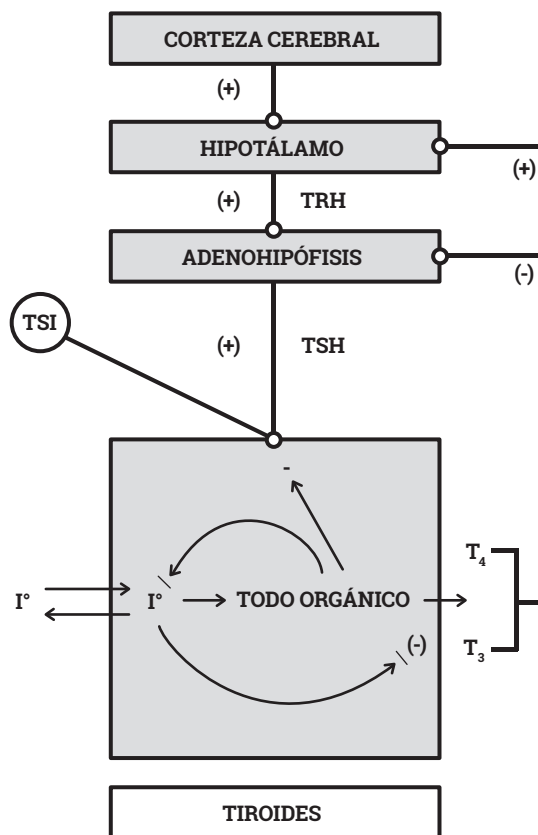 CORTEZA CEREBRAL
(+)
HIPOTÁLAMO
(+)
(+) TRH
ADENOHIPÓFISIS
(-)
TSI
(+) TSH
-
I° I° TODO ORGÁNICO
T₄
(-)
T₃
TIROIDES